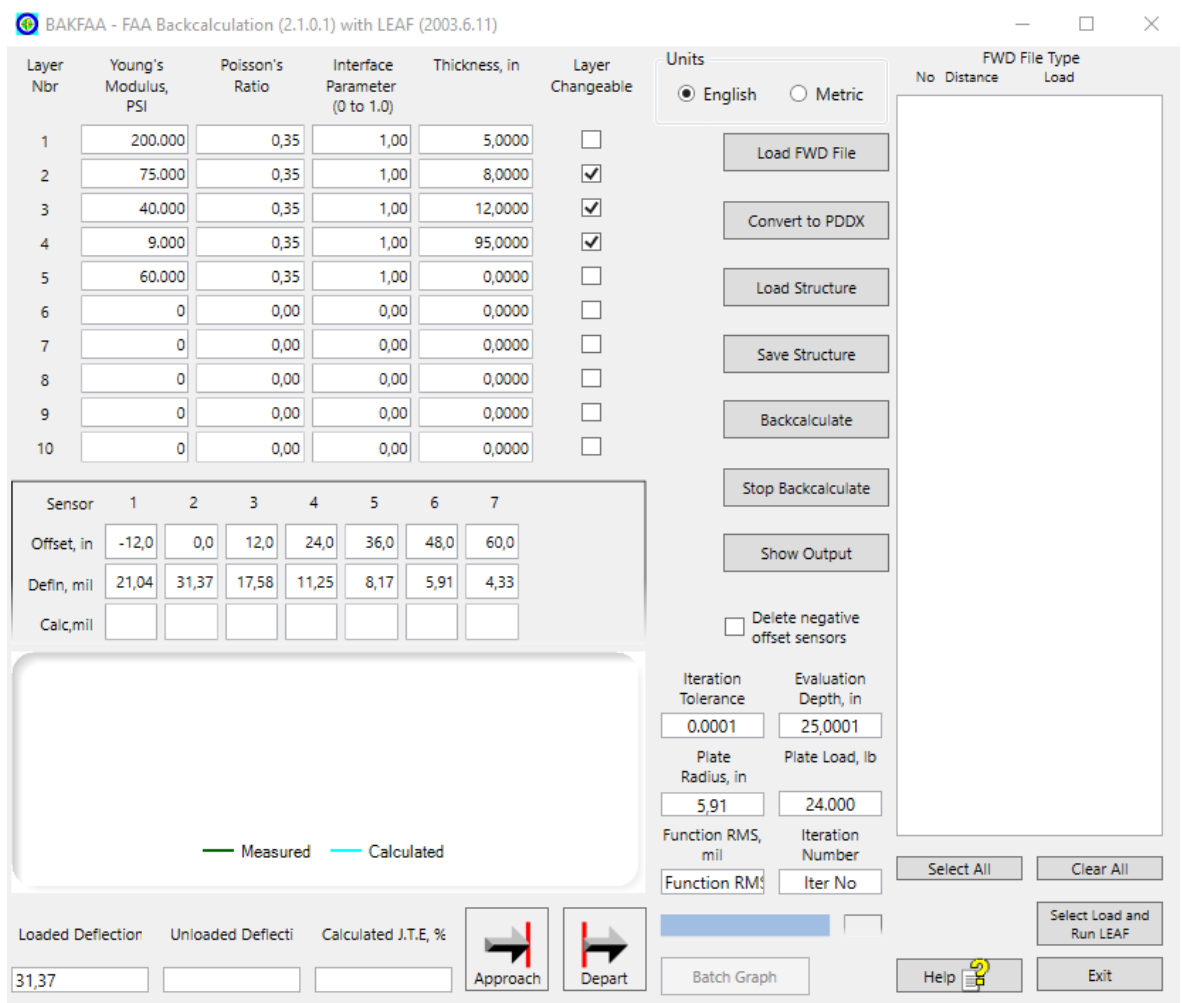 BAKFAA - FAA Backcalculation (2.1.0.1) with LEAF (2003.6.11)
Layer Nbr Young's Modulus, PSI Poisson's Ratio Interface Parameter (0 to 1.0) Thickness, in Layer Changeable
1 200.000 0,35 1,00 5,0000
2 75.000 0,35 1,00 8,0000
3 40.000 0,35 1,00 12,0000
4 9.000 0,35 1,00 95,0000
5 60.000 0,35 1,00 0,0000
6 0 0,00 0,00 0,0000
7 0 0,00 0,00 0,0000
8 0 0,00 0,00 0,0000
9 0 0,00 0,00 0,0000
10 0 0,00 0,00 0,0000
Sensor 1 2 3 4 5 6 7
Offset, in -12,0 0,0 12,0 24,0 36,0 48,0 60,0
Defln, mil 21,04 31,37 17,58 11,25 8,17 5,91 4,33
Calc,mil
Measured Calculated
Loaded Deflection Unloaded Deflecti Calculated J.T.E, %
31,37
Approach
Depart
Units
English Metric
Load FWD File
Convert to PDDX
Load Structure
Save Structure
Backcalculate
Stop Backcalculate
Show Output
Delete negative
offset sensors
Iteration Evaluation
Tolerance Depth, in
0.0001 25,0001
Plate Plate Load, lb
Radius, in
5,91 24.000
Function RMS, Iteration
mil Number
Function RMS Iter No
Batch Graph
FWD File Type
No Distance Load
Select All Clear All
Select Load and
Run LEAF
Help Exit